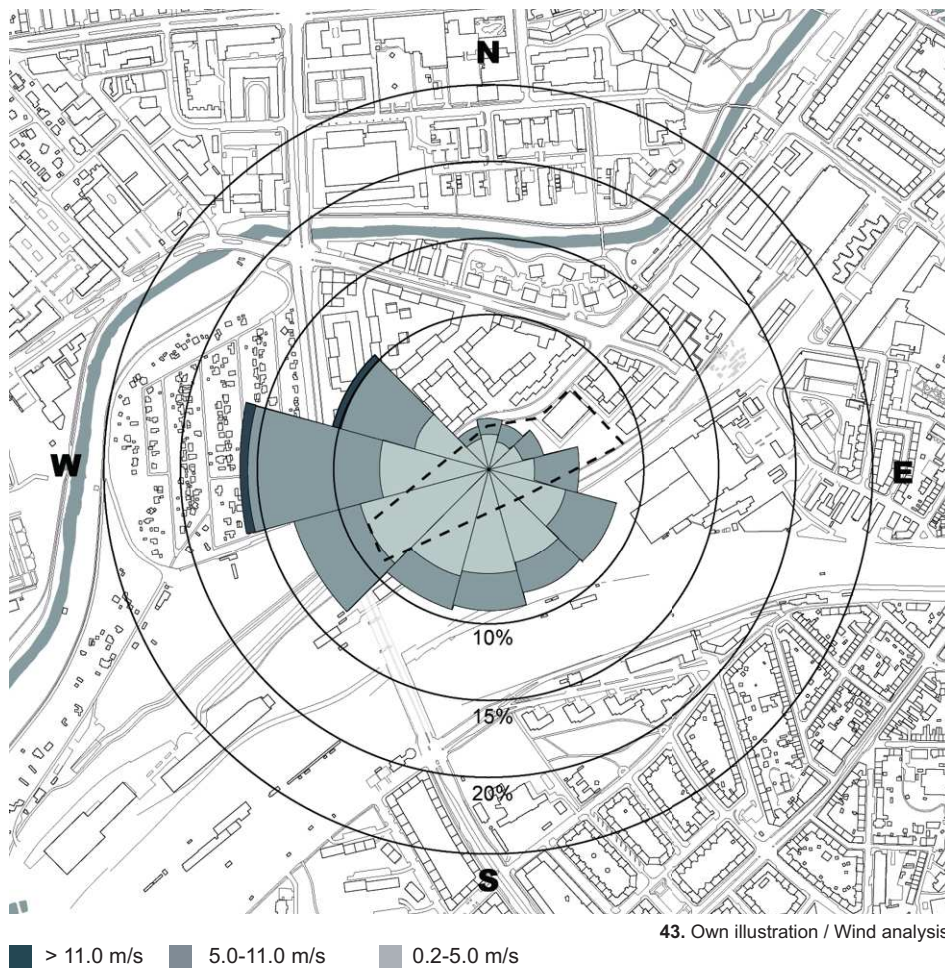 N
W
E
10%
15%
20%
S
43. Own illustration / Wind analysis
> 11.0 m/s 5.0-11.0 m/s 0.2-5.0 m/s